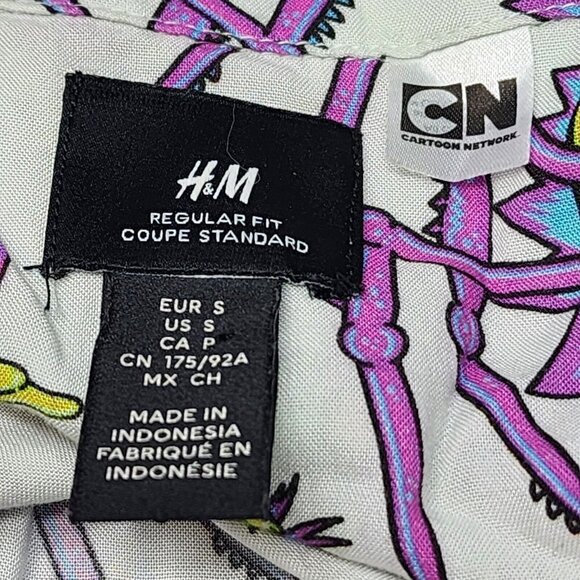 H&M
REGULAR FIT
COUPE STANDARD
CN
CARTOON NETWORK
EUR S
US S
CA P
CN 175/92A
MX CH
MADE IN
INDONESIA
FABRIQUÉ EN
INDONÉSIE